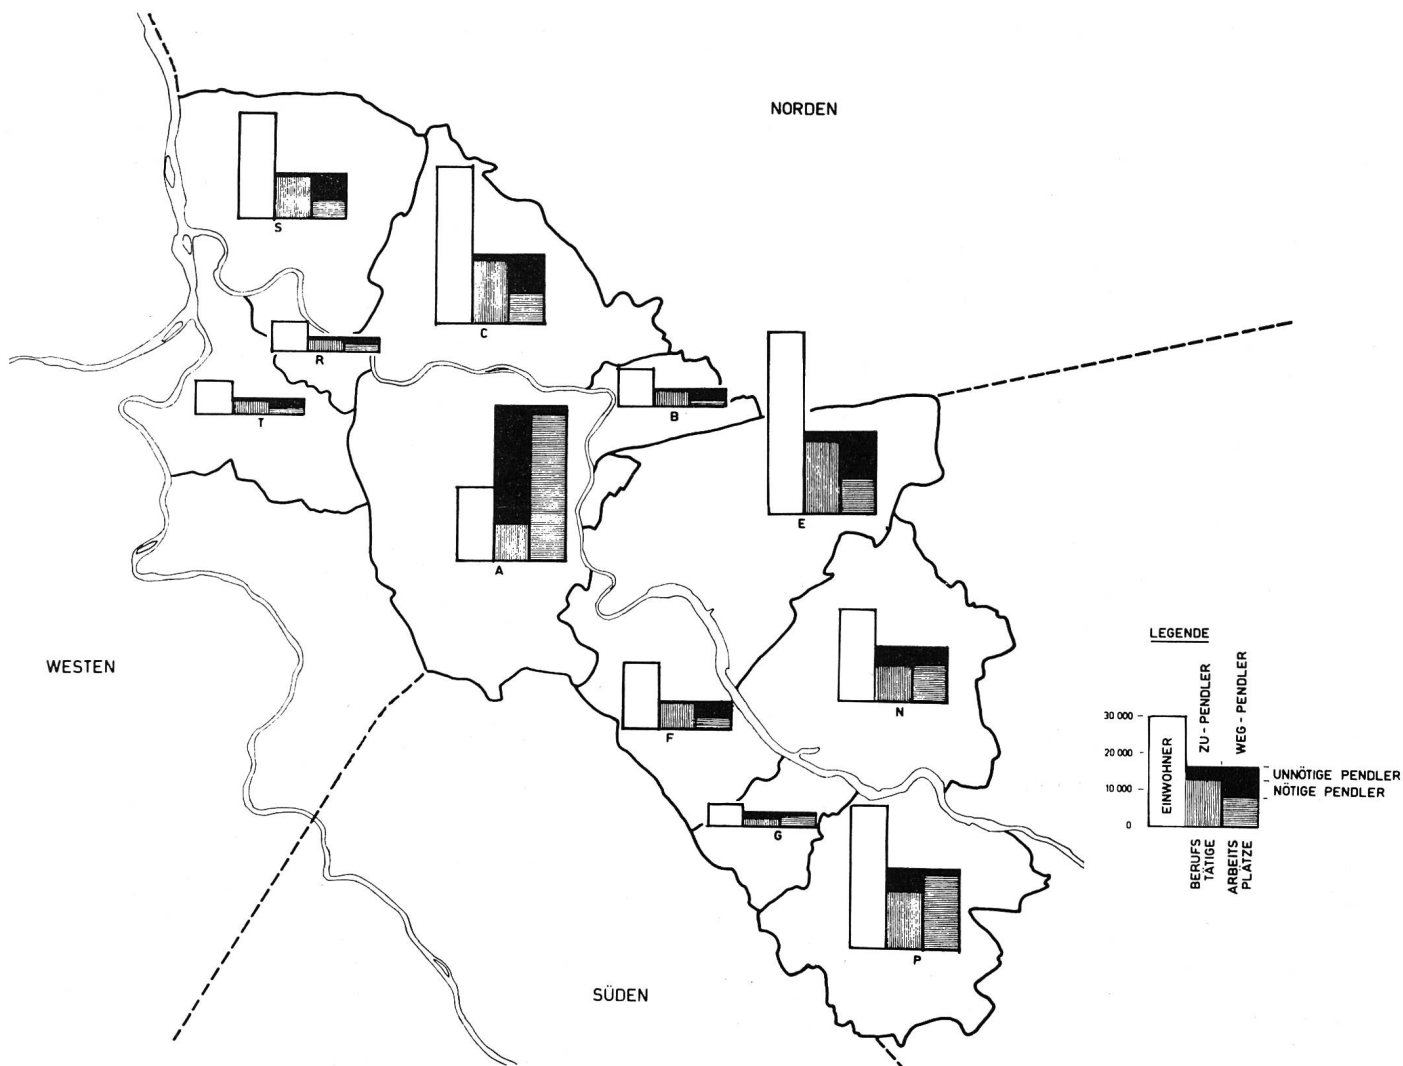 NORDEN
S
C
R
T
B
E
A
WESTEN
F
N
G
P
SÜDEN
LEGENDE
ZU-PENDLER
WEG-PENDLER
30 000
20 000
10 000
0
EINWOHNER
UNNÖTIGE PENDLER
NÖTIGE PENDLER
BERUFS
TÄTIGE
ARBEITS
PLÄTZE